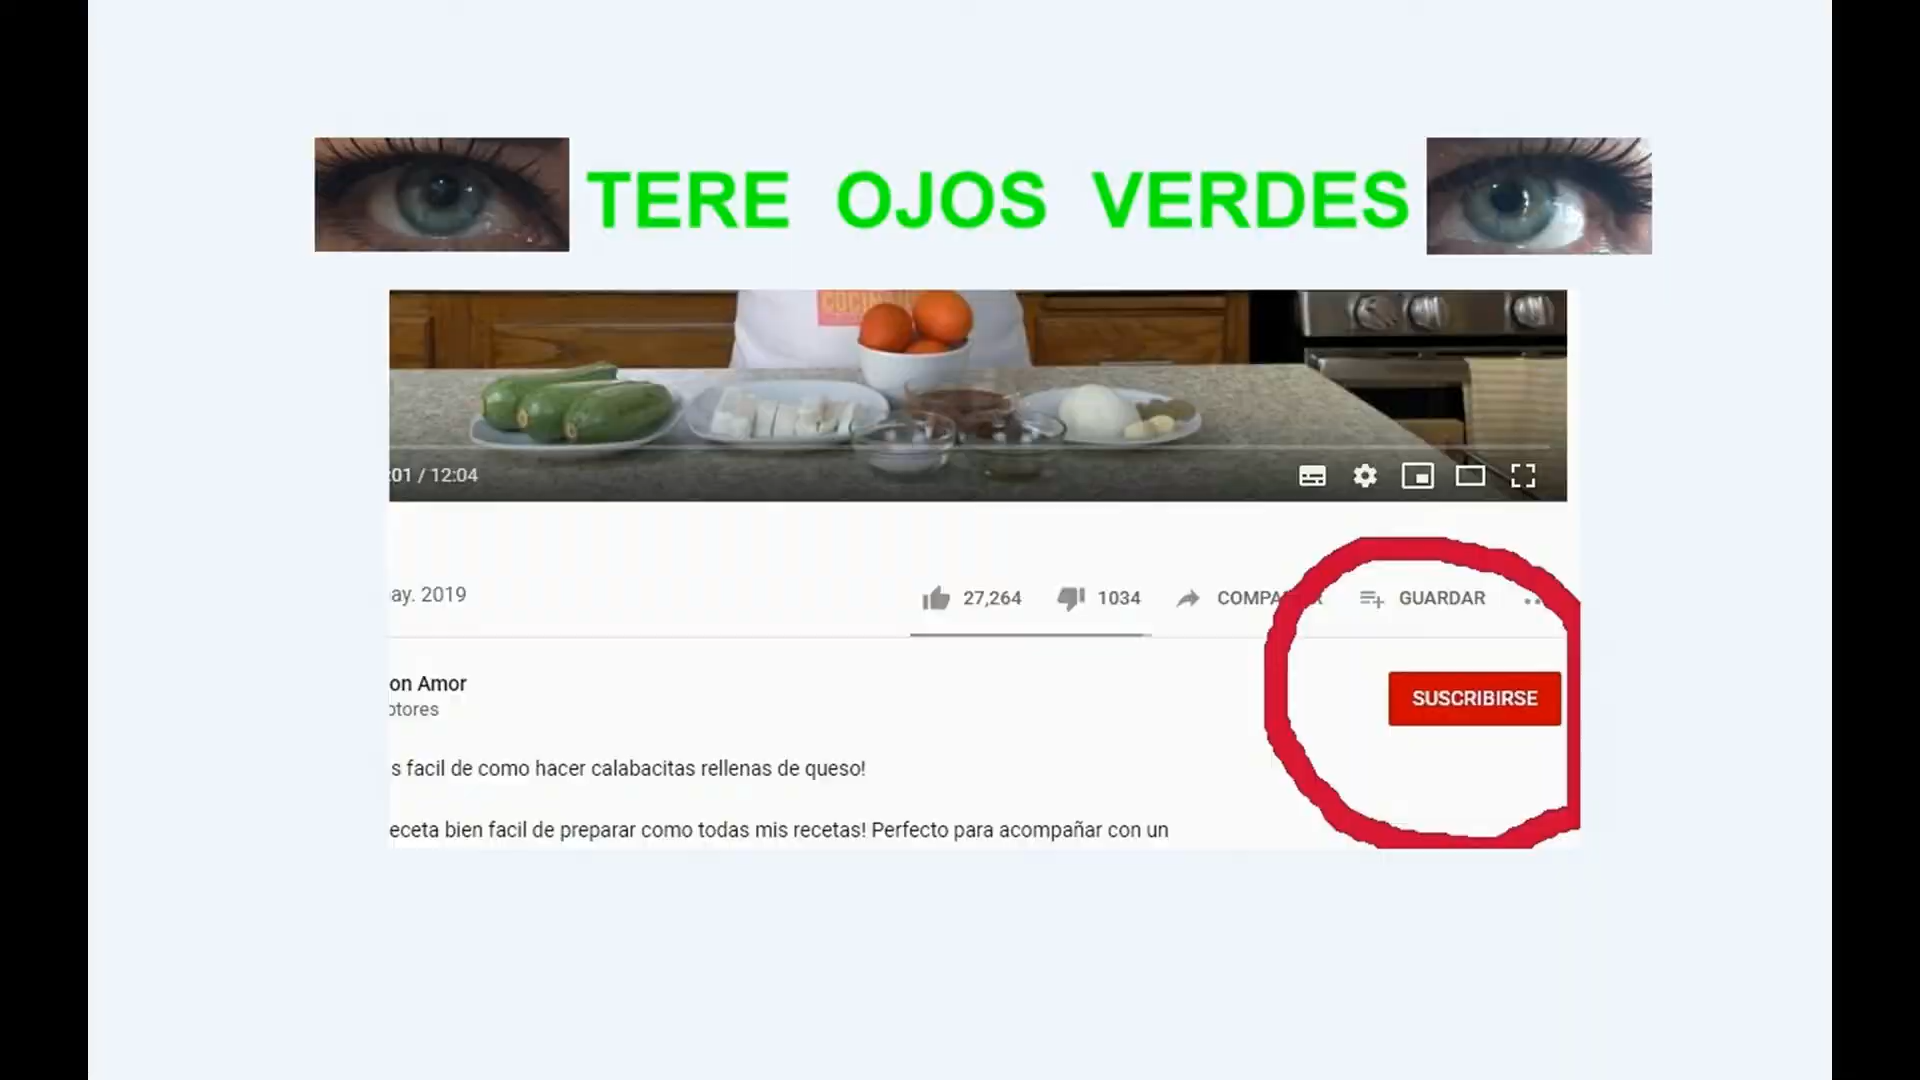 TERE OJOS VERDES
:01 / 12:04
ay. 2019
27,264
1034
GUARDAR
on Amor
SUSCRIBIRSE
ptores
s facil de como hacer calabacitas rellenas de queso!
eceta bien facil de preparar como todas mis recetas! Perfecto para acompañar con un